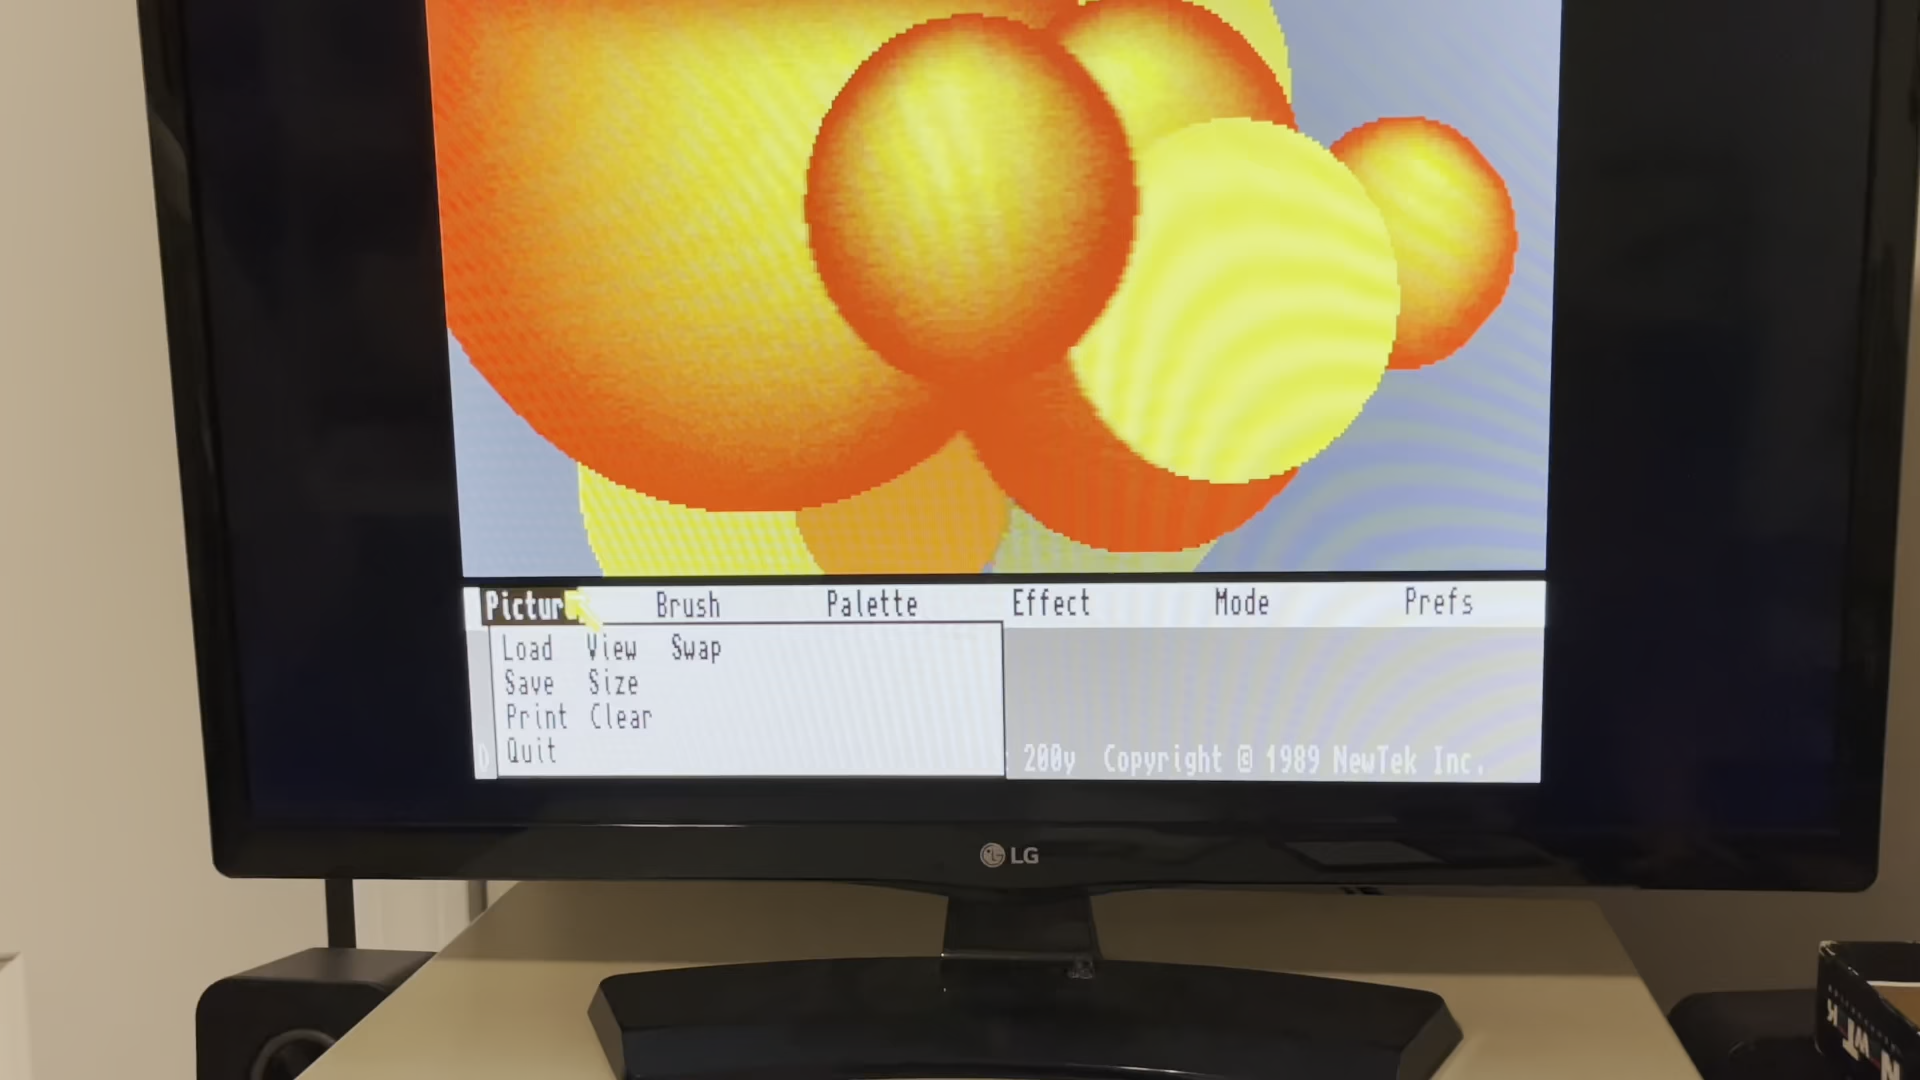 Pictur Brush Palette Effect Mode Prefs
Load View Swap
Save Size
Print Clear
Quit
200y Copyright © 1989 NewTek Inc.
LG